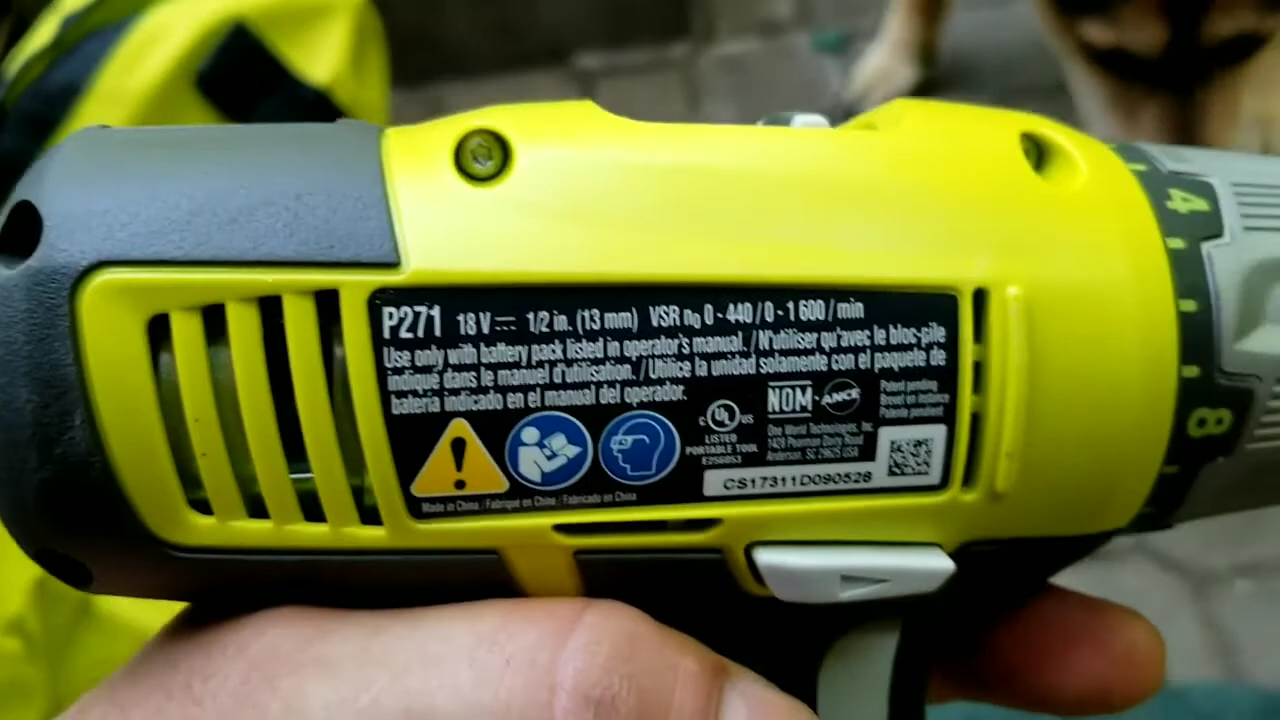 P271 18 V ⎓ 1/2 in. (13 mm) VSR n₀ 0 - 440 / 0 - 1 600 / min
Use only with battery pack listed in operator's manual. / N'utiliser qu'avec le bloc-pile
indiqué dans le manuel d'utilisation. / Utilice la unidad solamente con el paquete de
batería indicado en el manual del operador.
C UL US
LISTED
PORTABLE TOOL
E256053
NOM-ANCE
Patent pending
Brevet en instance
Patente pendient
One World Technologies, Inc.
1428 Pearman Dairy Road
Anderson, SC 29625 USA
CS17311D090528
Made in China / Fabriqué en Chine / Fabricado en China
4
8